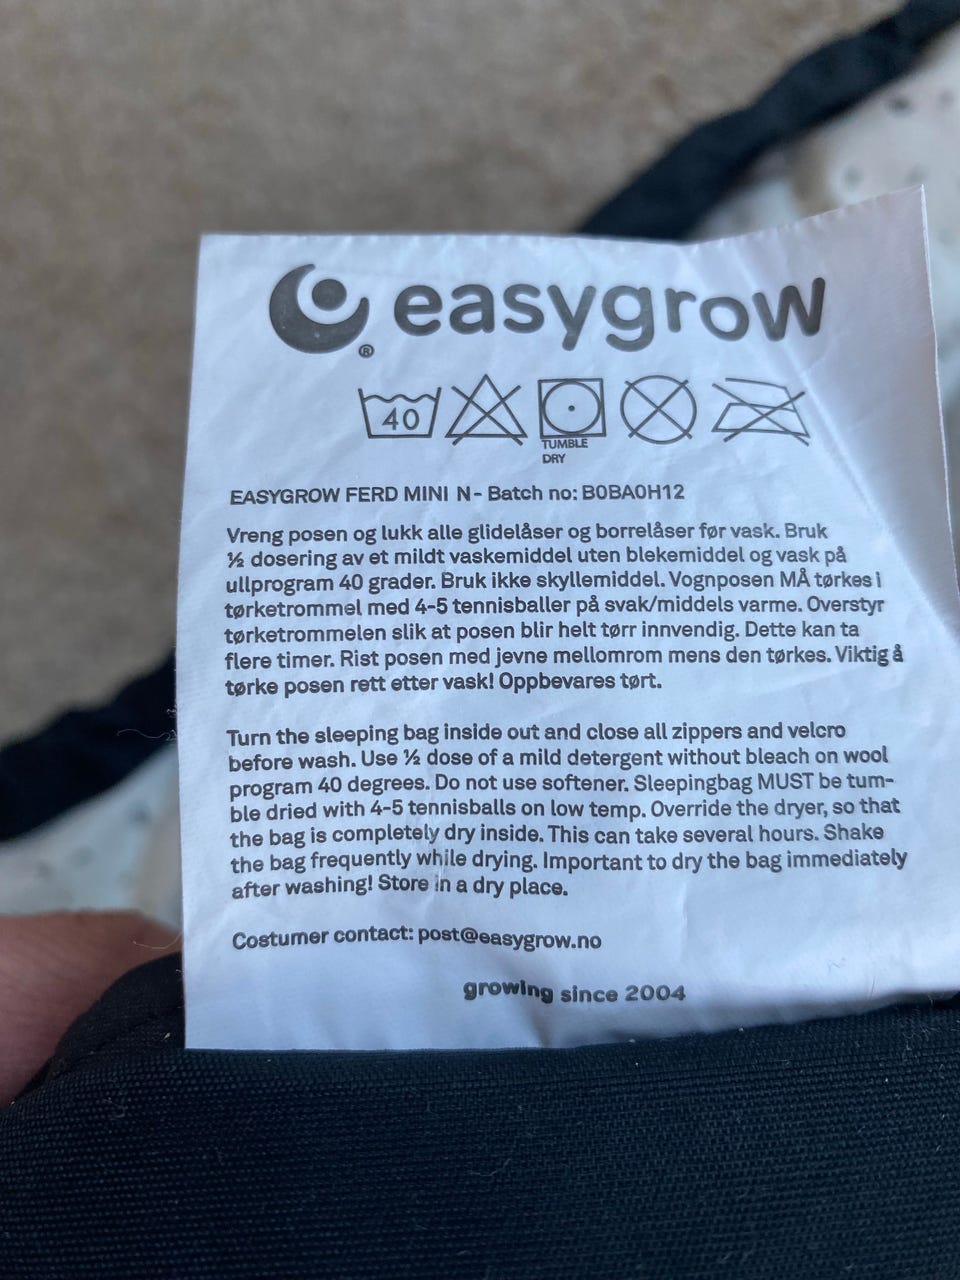 easygrow
®
40
TUMBLE
DRY
EASYGROW FERD MINI N - Batch no: B0BA0H12
Vreng posen og lukk alle glidelåser og borrelåser før vask. Bruk
½ dosering av et mildt vaskemiddel uten blekemiddel og vask på
ullprogram 40 grader. Bruk ikke skyllemiddel. Vognposen MÅ tørkes i
tørketrommel med 4-5 tennisballer på svak/middels varme. Overstyr
tørketrommelen slik at posen blir helt tørr innvendig. Dette kan ta
flere timer. Rist posen med jevne mellomrom mens den tørkes. Viktig å
tørke posen rett etter vask! Oppbevares tørt.
Turn the sleeping bag inside out and close all zippers and velcro
before wash. Use ½ dose of a mild detergent without bleach on wool
program 40 degrees. Do not use softener. Sleepingbag MUST be tum-
ble dried with 4-5 tennisballs on low temp. Override the dryer, so that
the bag is completely dry inside. This can take several hours. Shake
the bag frequently while drying. Important to dry the bag immediately
after washing! Store in a dry place.
Costumer contact: post@easygrow.no
growing since 2004